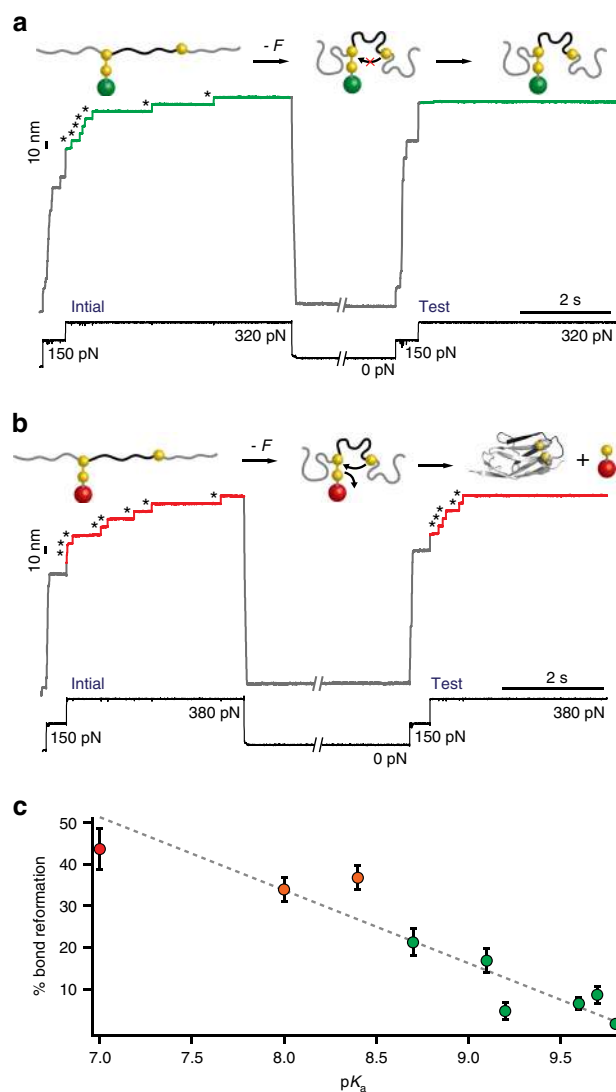 a
- F
* * * * * * *
10 nm
Intial
Test
2 s
150 pN
320 pN
0 pN
150 pN
320 pN
b
- F
+
* * * * * * *
* * * *
10 nm
Intial
Test
2 s
150 pN
380 pN
0 pN
150 pN
380 pN
c
% bond reformation
50
40
30
20
10
7.0
8.0
8.5
9.0
9.5
pKa